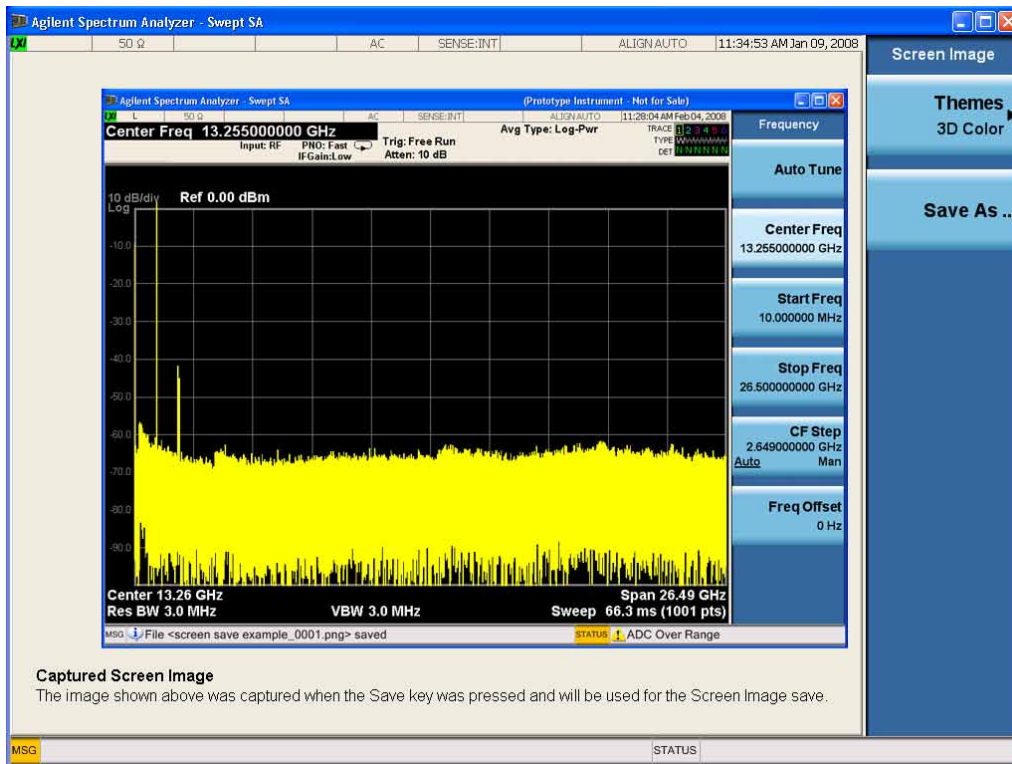 Agilent Spectrum Analyzer - Swept SA
LXI 50 Ω AC SENSE:INT ALIGN AUTO 11:34:53 AM Jan 09, 2008
Screen Image
Themes
3D Color
Save As ..
Agilent Spectrum Analyzer - Swept SA (Prototype Instrument - Not for Sale)
LXI L 50 Ω AC SENSE:INT ALIGNAUTO 11:28:04 AM Feb 04, 2008
Center Freq 13.255000000 GHz
Input: RF PNO: Fast
IFGain:Low
Trig: Free Run
Atten: 10 dB
Avg Type: Log-Pwr
TRACE 1 2 3 4 5 6
TYPE
DET N N N N N N
10 dB/div Ref 0.00 dBm
Log
-10.0
-20.0
-30.0
-40.0
-50.0
-60.0
-70.0
-80.0
-90.0
Center 13.26 GHz Span 26.49 GHz
Res BW 3.0 MHz VBW 3.0 MHz Sweep 66.3 ms (1001 pts)
MSG File <screen save example_0001.png> saved STATUS ADC Over Range
Frequency
Auto Tune
Center Freq
13.255000000 GHz
Start Freq
10.000000 MHz
Stop Freq
26.500000000 GHz
CF Step
2.649000000 GHz
Auto Man
Freq Offset
0 Hz
Captured Screen Image
The image shown above was captured when the Save key was pressed and will be used for the Screen Image save.
MSG STATUS